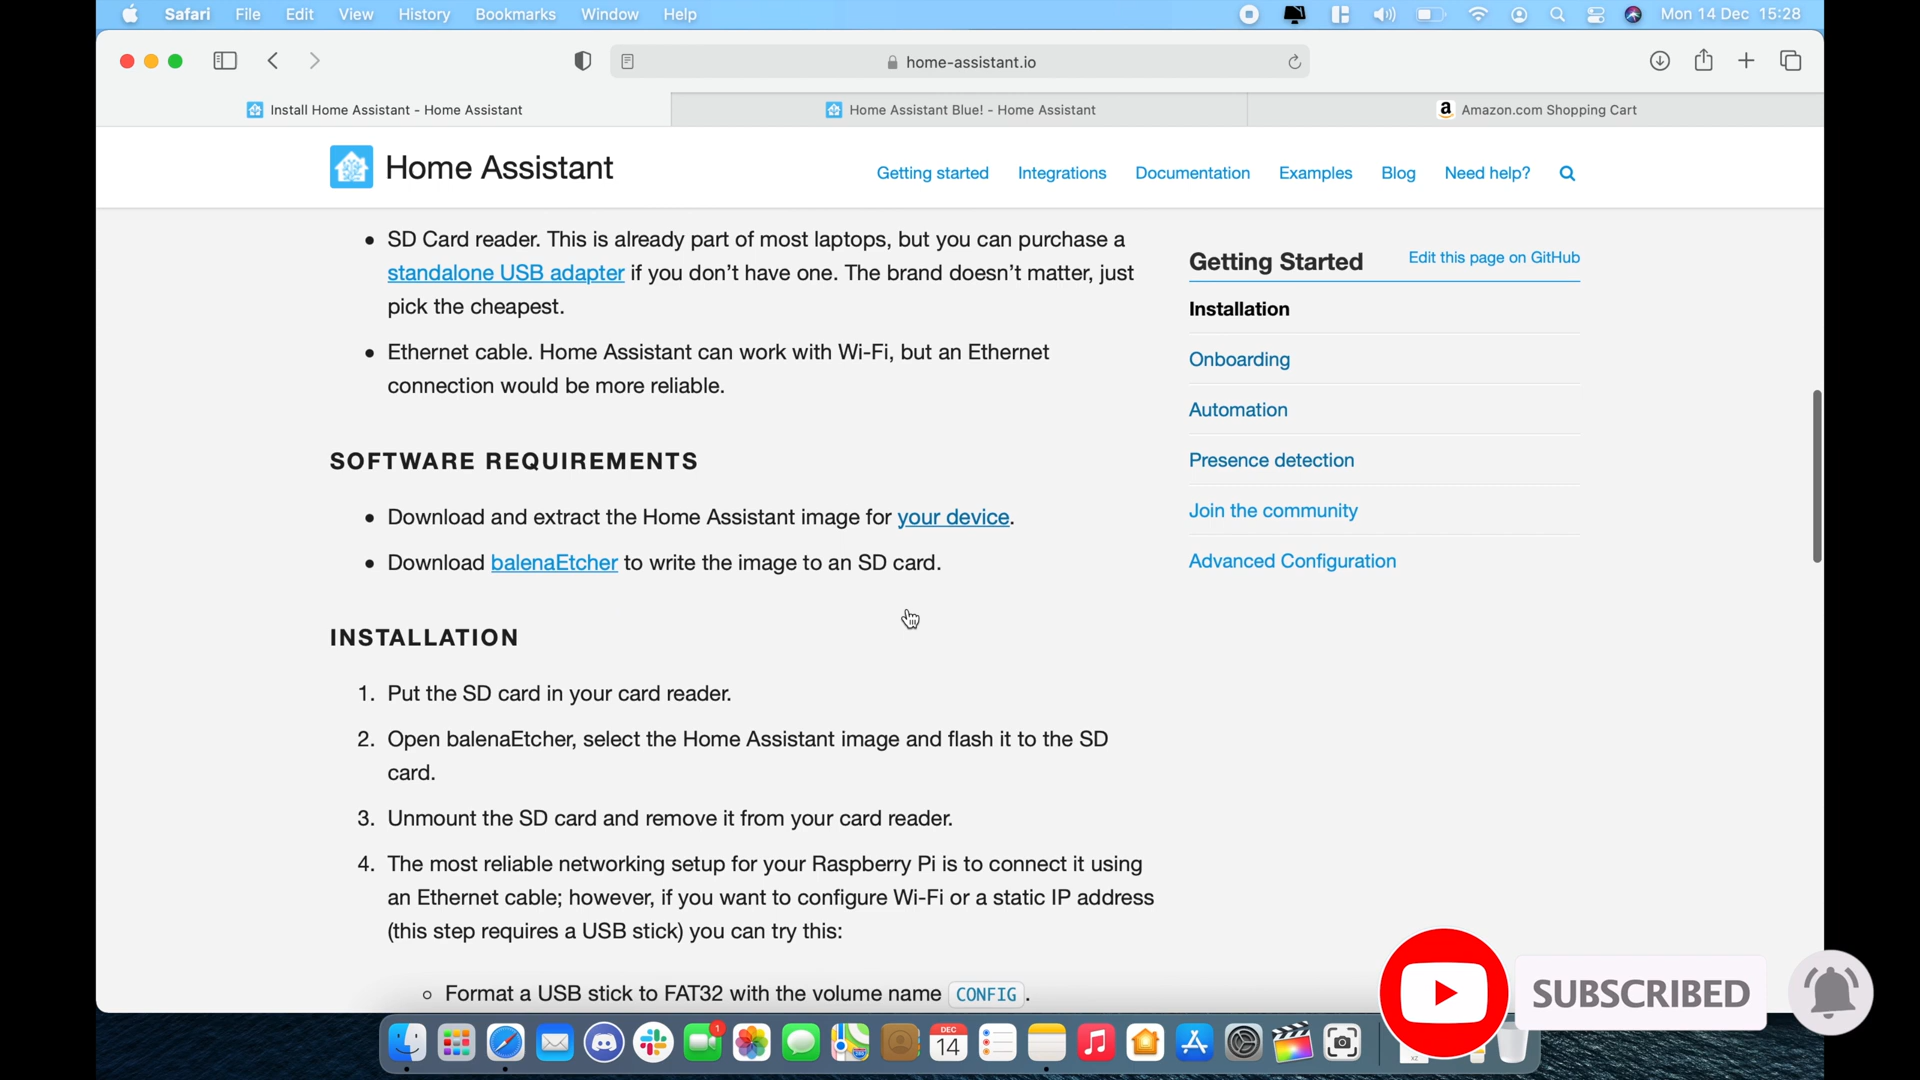 Safari File Edit View History Bookmarks Window Help Mon 14 Dec 15:28
home-assistant.io
Install Home Assistant - Home Assistant Home Assistant Blue! - Home Assistant a Amazon.com Shopping Cart
Home Assistant Getting started Integrations Documentation Examples Blog Need help?
• SD Card reader. This is already part of most laptops, but you can purchase a
standalone USB adapter if you don’t have one. The brand doesn’t matter, just
pick the cheapest.
• Ethernet cable. Home Assistant can work with Wi-Fi, but an Ethernet
connection would be more reliable.
SOFTWARE REQUIREMENTS
• Download and extract the Home Assistant image for your device.
• Download balenaEtcher to write the image to an SD card.
INSTALLATION
1. Put the SD card in your card reader.
2. Open balenaEtcher, select the Home Assistant image and flash it to the SD
card.
3. Unmount the SD card and remove it from your card reader.
4. The most reliable networking setup for your Raspberry Pi is to connect it using
an Ethernet cable; however, if you want to configure Wi-Fi or a static IP address
(this step requires a USB stick) you can try this:
Format a USB stick to FAT32 with the volume name CONFIG.
Getting Started Edit this page on GitHub
Installation
Onboarding
Automation
Presence detection
Join the community
Advanced Configuration
SUBSCRIBED
1
DEC
14
XZ